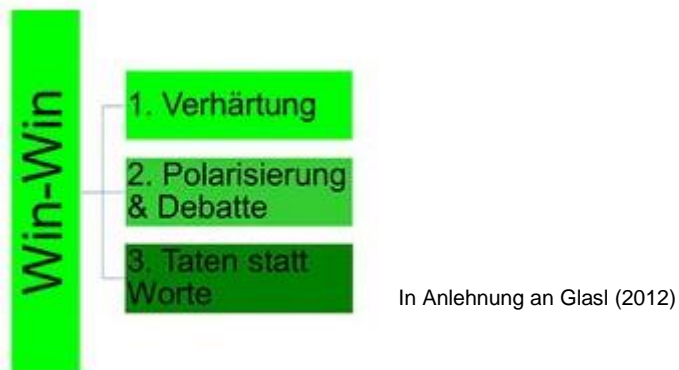 Win-Win
1. Verhärtung
2. Polarisierung
& Debatte
3. Taten statt
Worte
In Anlehnung an Glasl (2012)